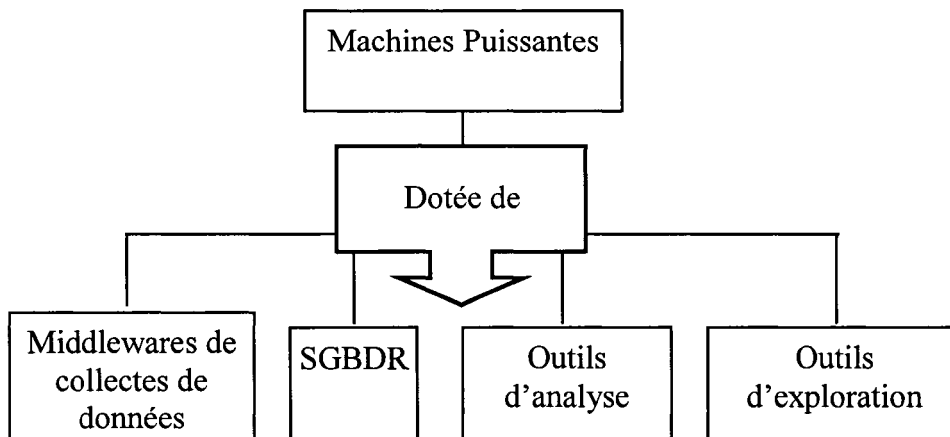 Machines Puissantes
Dotée de
Middlewares de
collectes de
données
SGBDR
Outils
d'analyse
Outils
d'exploration